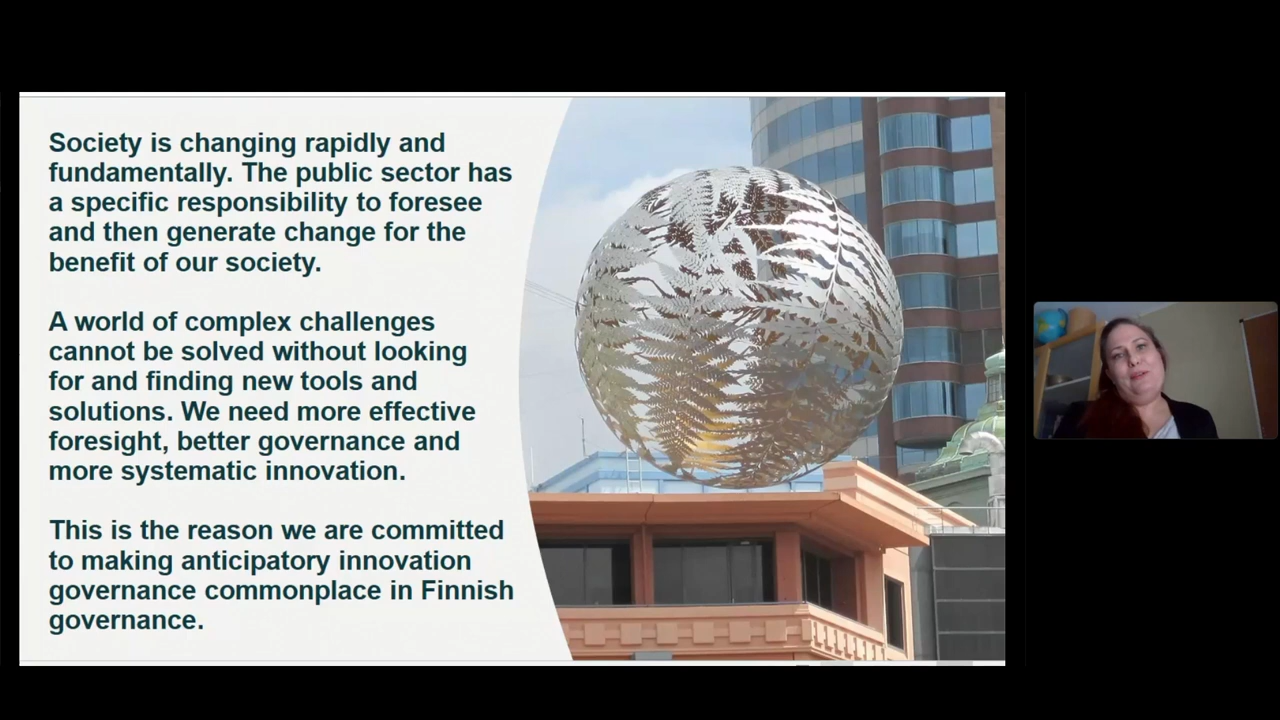 Society is changing rapidly and
fundamentally. The public sector has
a specific responsibility to foresee
and then generate change for the
benefit of our society.
A world of complex challenges
cannot be solved without looking
for and finding new tools and
solutions. We need more effective
foresight, better governance and
more systematic innovation.
This is the reason we are committed
to making anticipatory innovation
governance commonplace in Finnish
governance.